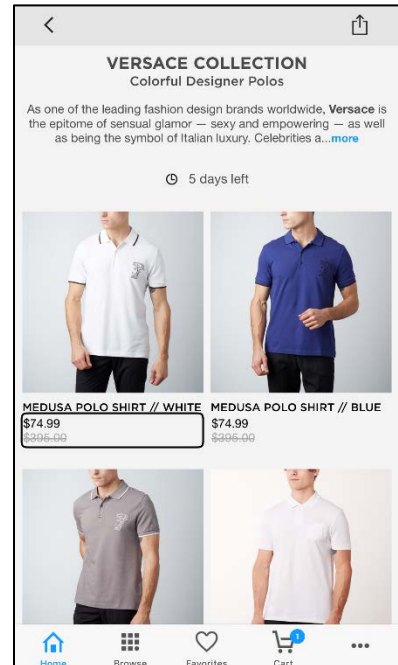 VERSACE COLLECTION
Colorful Designer Polos
As one of the leading fashion design brands worldwide, Versace is
the epitome of sensual glamor — sexy and empowering — as well
as being the symbol of Italian luxury. Celebrities a...more
5 days left
MEDUSA POLO SHIRT // WHITE
$74.99
$395.00
MEDUSA POLO SHIRT // BLUE
$74.99
$395.00
1
Home
Browse
Favorites
Cart